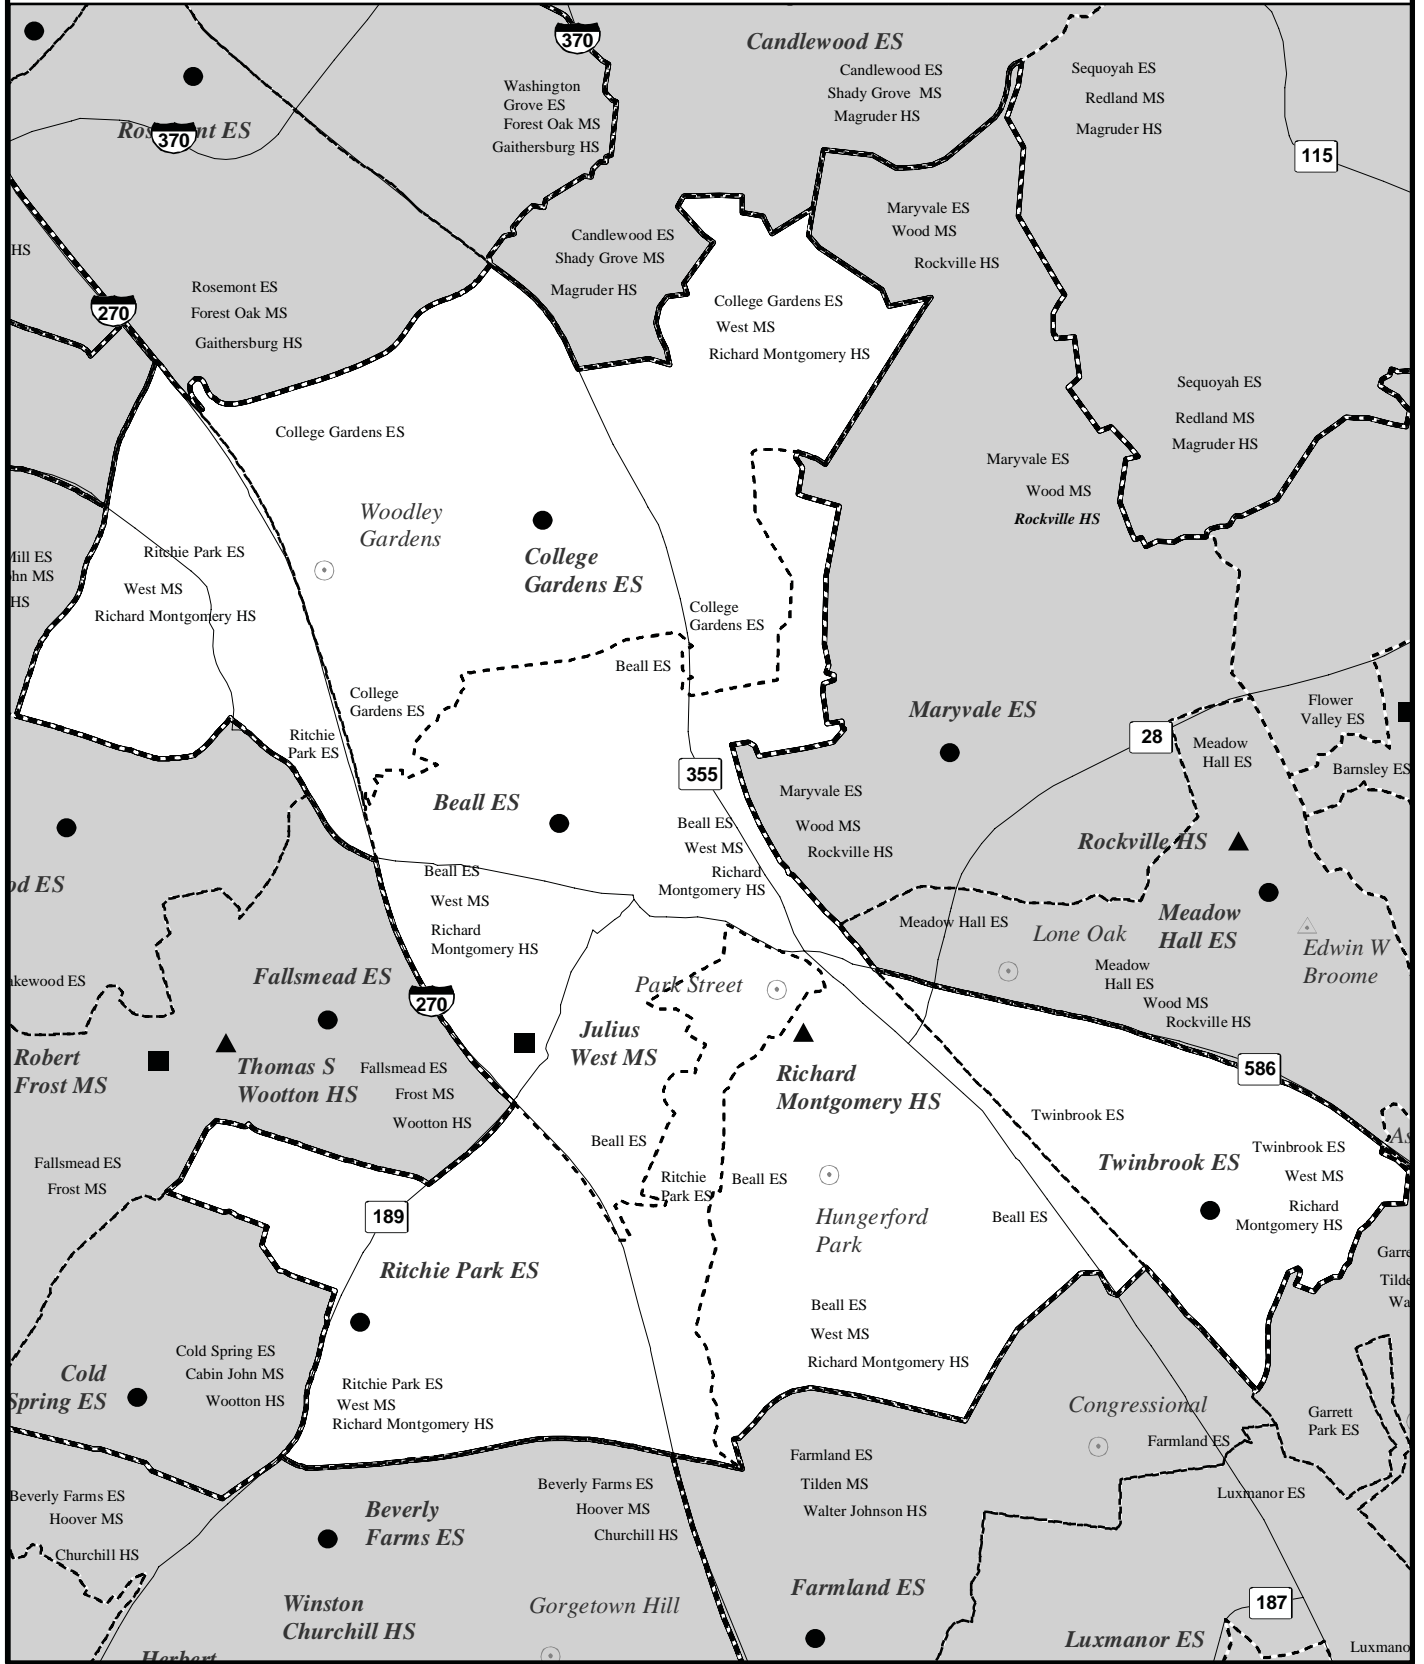 370
Candlewood ES
Candlewood ES
Shady Grove MS
Magruder HS
Sequoyah ES
Redland MS
Magruder HS
Washington
Grove ES
Forest Oak MS
Gaithersburg HS
370
115
Maryvale ES
Wood MS
Rockville HS
HS
Candlewood ES
Shady Grove MS
Magruder HS
Rosemont ES
Forest Oak MS
Gaithersburg HS
270
College Gardens ES
West MS
Richard Montgomery HS
Sequoyah ES
Redland MS
Magruder HS
College Gardens ES
Maryvale ES
Wood MS
Rockville HS
Woodley
Gardens
College
Gardens ES
Ritchie Park ES
West MS
Richard Montgomery HS
Mill ES
MS
HS
College
Gardens ES
Beall ES
College
Gardens ES
Ritchie
Park ES
Maryvale ES
28
Flower
Valley ES
Meadow
Hall ES
Barnsley ES
355
Beall ES
Maryvale ES
Wood MS
Rockville HS
Beall ES
West MS
Richard
Montgomery HS
Rockville HS
Beall ES
West MS
Richard
Montgomery HS
ES
Meadow Hall ES
Lone Oak
Meadow
Hall ES
Edwin W
Broome
Meadow
Hall ES
Wood MS
Rockville HS
ES
Fallsmead ES
270
Park Street
Julius
West MS
Robert
Frost MS
Thomas S
Wootton HS
Fallsmead ES
Frost MS
Wootton HS
Richard
Montgomery HS
586
Twinbrook ES
Twinbrook ES
Twinbrook ES
West MS
Richard
Montgomery HS
Beall ES
Ritchie
Park ES
Beall ES
Fallsmead ES
Frost MS
189
Hungerford
Park
Beall ES
Ritchie Park ES
Beall ES
West MS
Richard Montgomery HS
Cold Spring ES
Cabin John MS
Wootton HS
Cold
Spring ES
Ritchie Park ES
West MS
Richard Montgomery HS
Congressional
Farmland ES
Garrett
Park ES
Farmland ES
Tilden MS
Walter Johnson HS
Luxmanor ES
Beverly Farms ES
Hoover MS
Churchill HS
Beverly Farms ES
Hoover MS
Churchill HS
Beverly
Farms ES
Winston
Churchill HS
Gorgetown Hill
Farmland ES
187
Luxmanor ES
Herbert